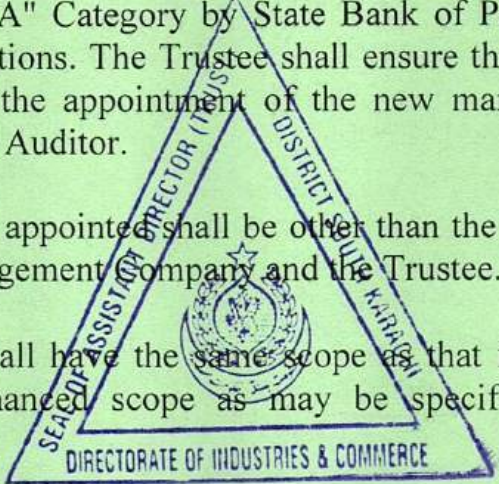 A" Category by State Bank of P
tions. The Trustee shall ensure th
the appointment of the new ma
Auditor.
appointed shall be other than the
gement Company and the Trustee.
all have the same scope as that
hanced scope as may be specif
SEAL OF ASSISTANT DIRECTOR (TRUST
DISTRICT SOUTH KARACHI
DIRECTORATE OF INDUSTRIES & COMMERCE